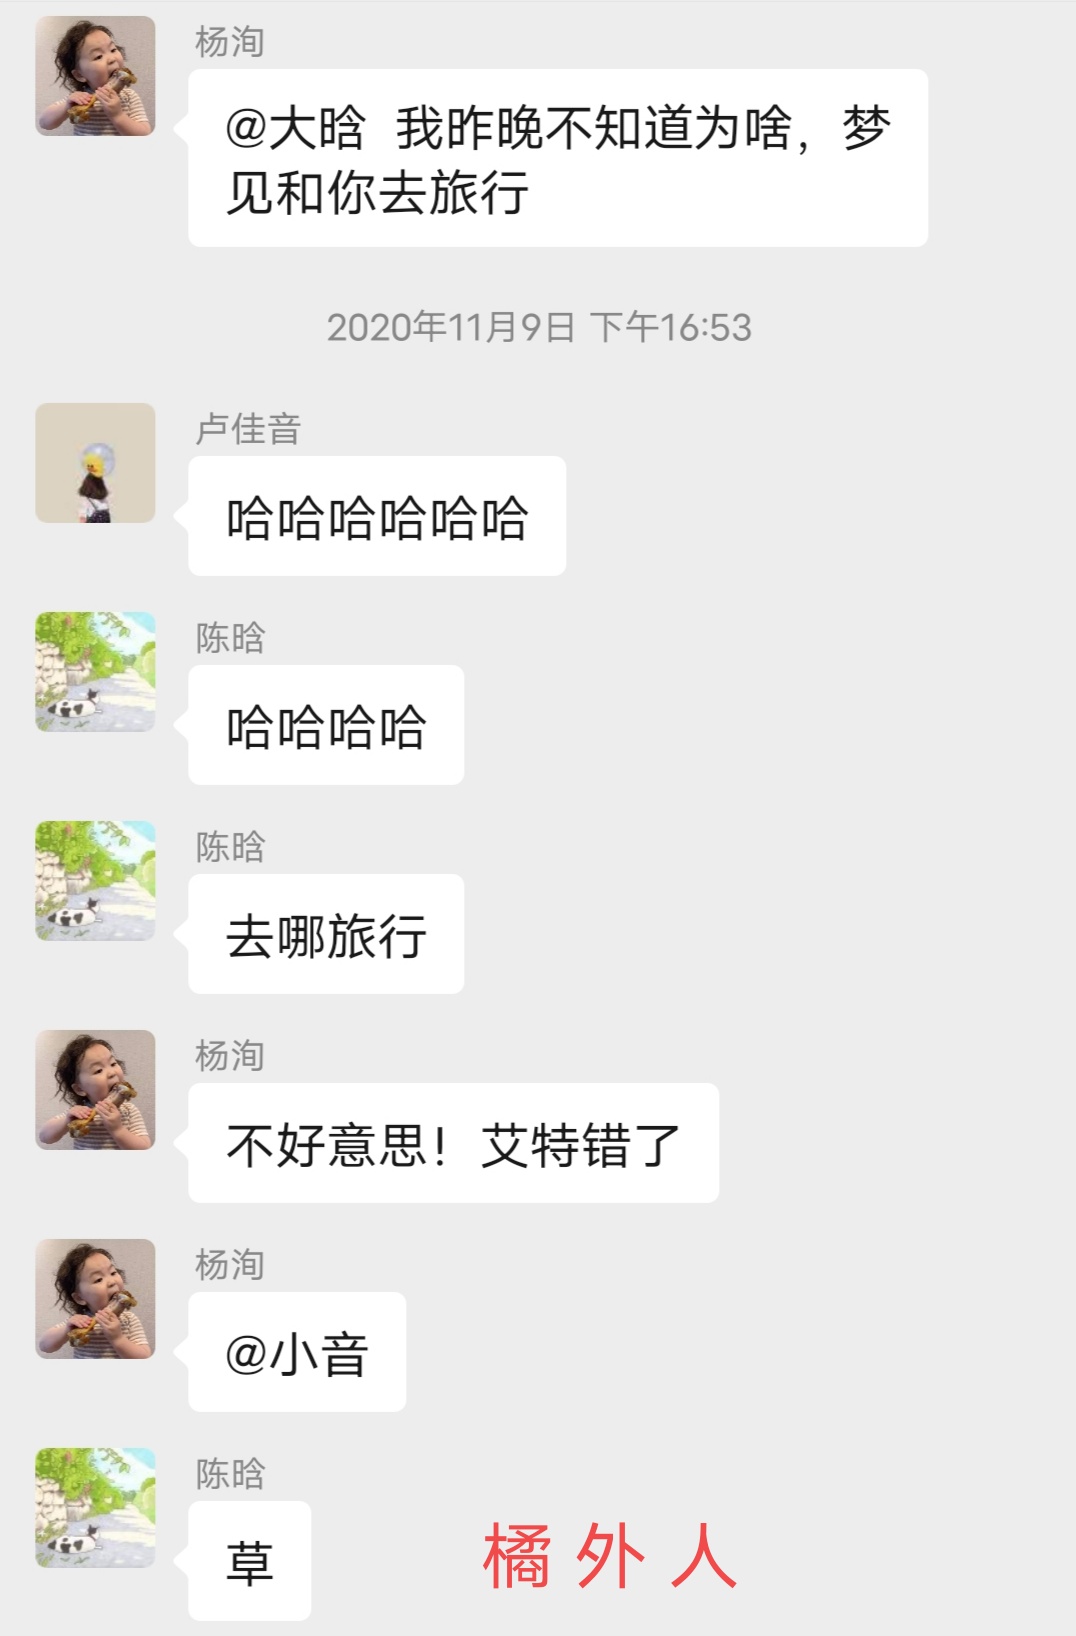 杨洵
@大晗 我昨晚不知道为啥，梦
见和你去旅行
2020年11月9日 下午16:53
卢佳音
哈哈哈哈哈哈
陈晗
哈哈哈哈
陈晗
去哪旅行
杨洵
不好意思！艾特错了
杨洵
@小音
陈晗
草
橘外人